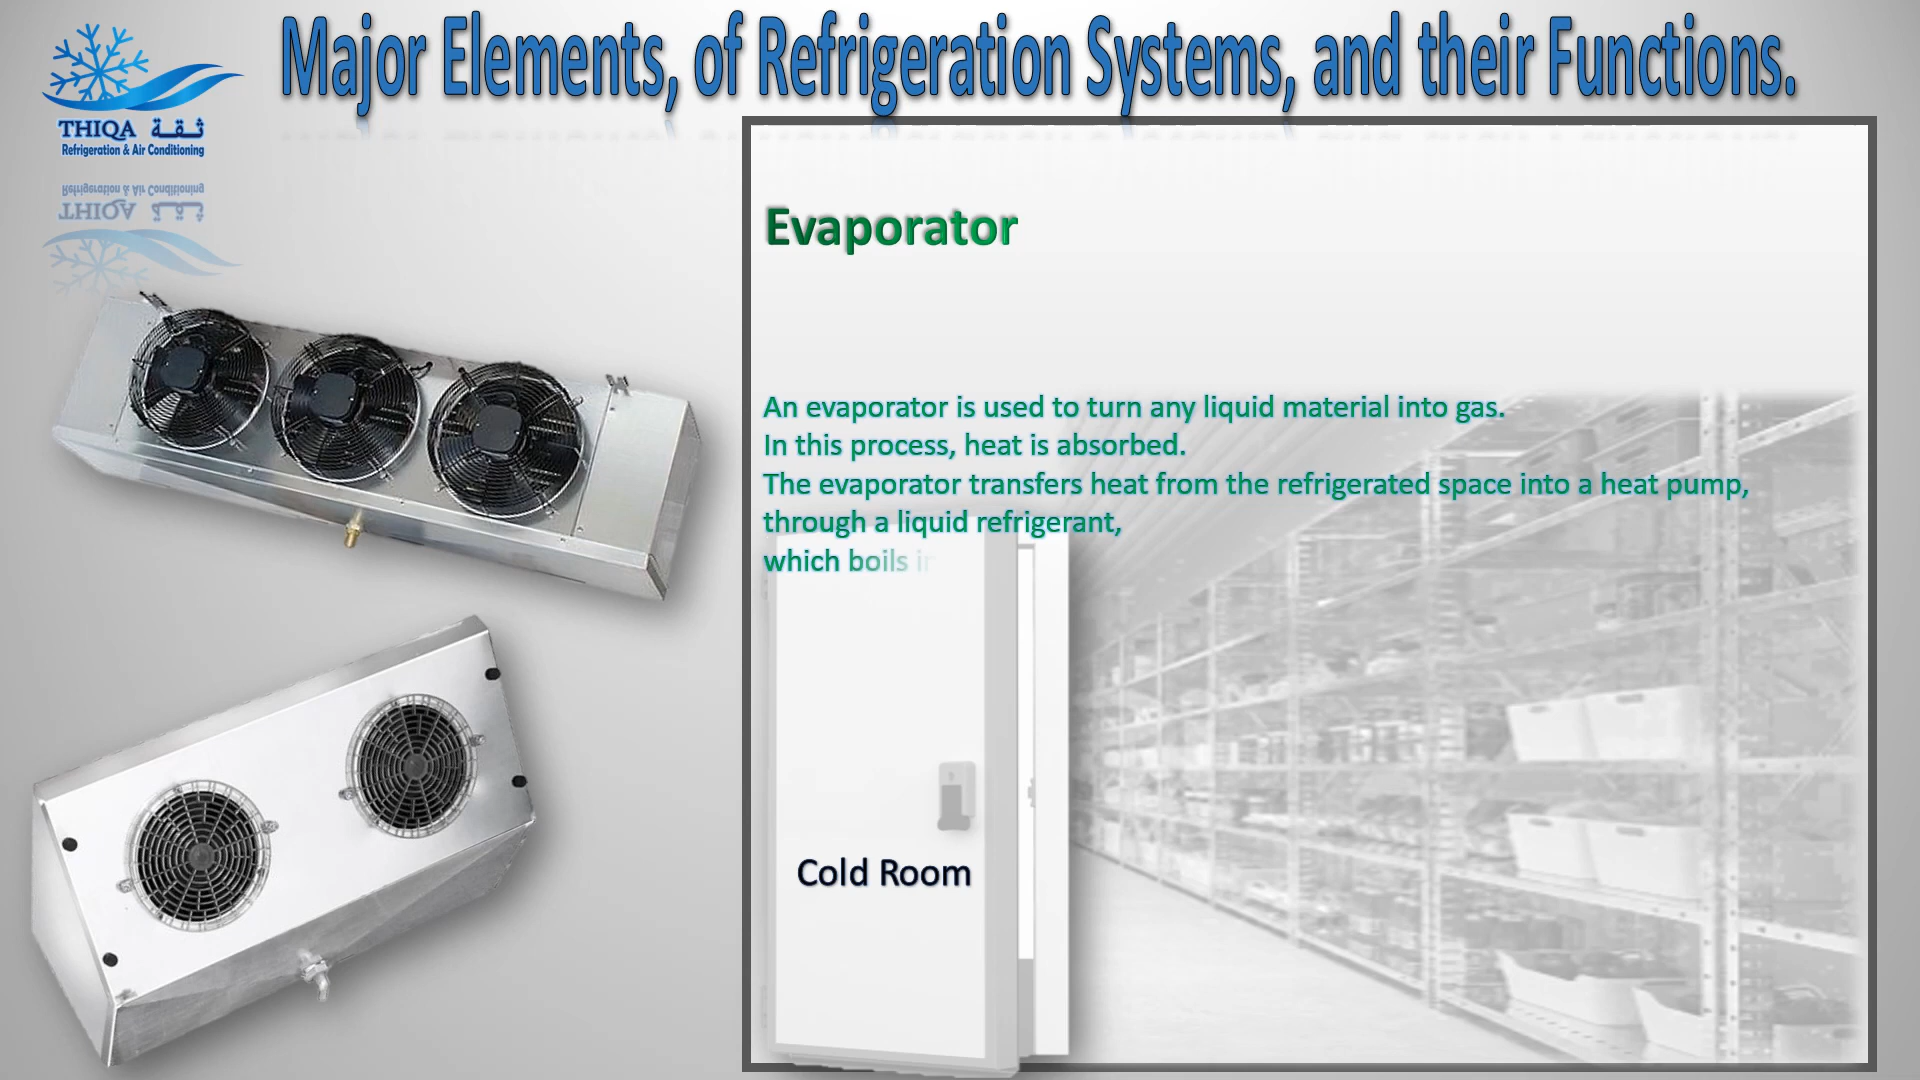 Major Elements, of Refrigeration Systems, and their Functions.
THIQA ثقة
Refrigeration & Air Conditioning
Evaporator
An evaporator is used to turn any liquid material into gas.
In this process, heat is absorbed.
The evaporator transfers heat from the refrigerated space into a heat pump,
through a liquid refrigerant,
which boils in
Cold Room